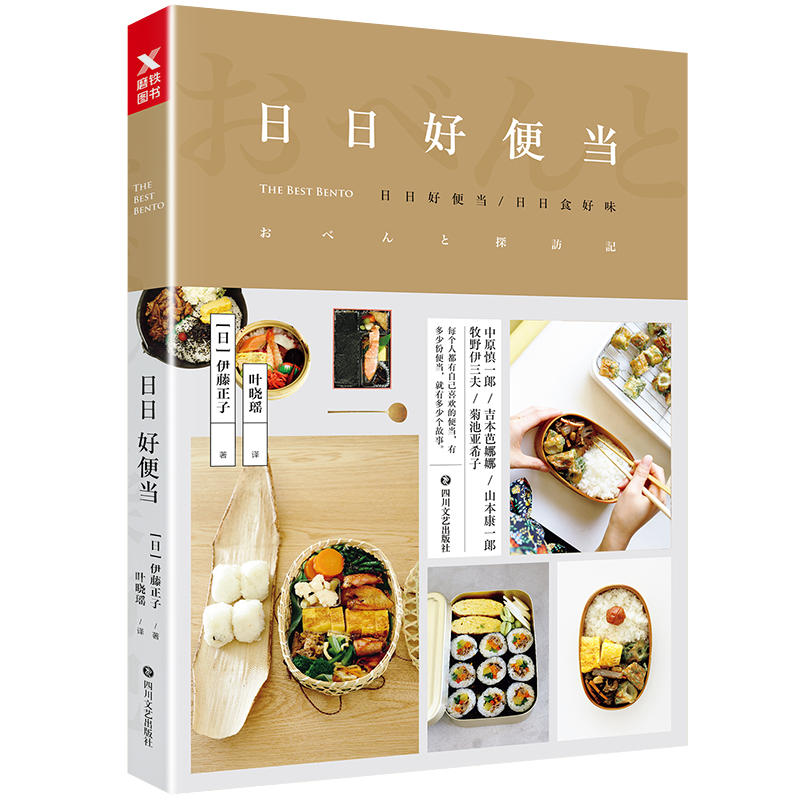 磨铁
图书
THE
BEST
BENTO
日日好便当
【日】伊藤正子 / 著
叶晓瑶 / 译
四川文艺出版社
おべんと
日日好便当
THE BEST BENTO 日日好便当/日日食好味
おべんと探訪記
【日】伊藤正子 著
叶晓瑶 译
中原慎一郎 / 吉本芭娜娜 / 山本康一郎
牧野伊三夫 / 菊池亚希子
每个人都有自己喜欢的便当，有
多少份便当，就有多少个故事。
四川文艺出版社